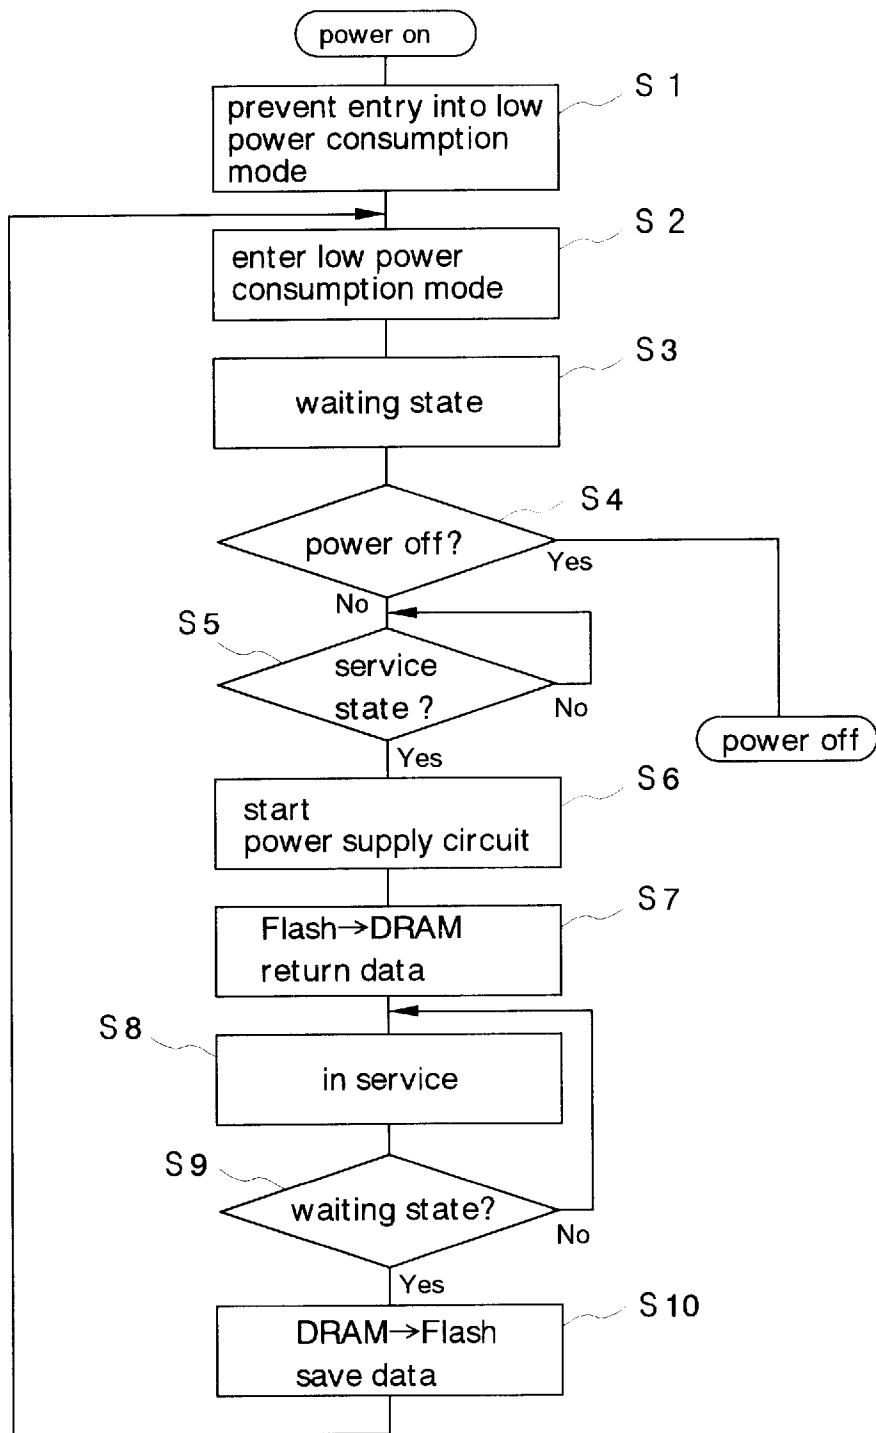 power on
S 1
prevent entry into low
power consumption
mode
S 2
enter low power
consumption mode
S 3
waiting state
S 4
power off?
Yes
No
S 5
service
state ?
No
Yes
power off
S 6
start
power supply circuit
S 7
Flash→DRAM
return data
S 8
in service
S 9
waiting state?
No
Yes
S 10
DRAM→Flash
save data